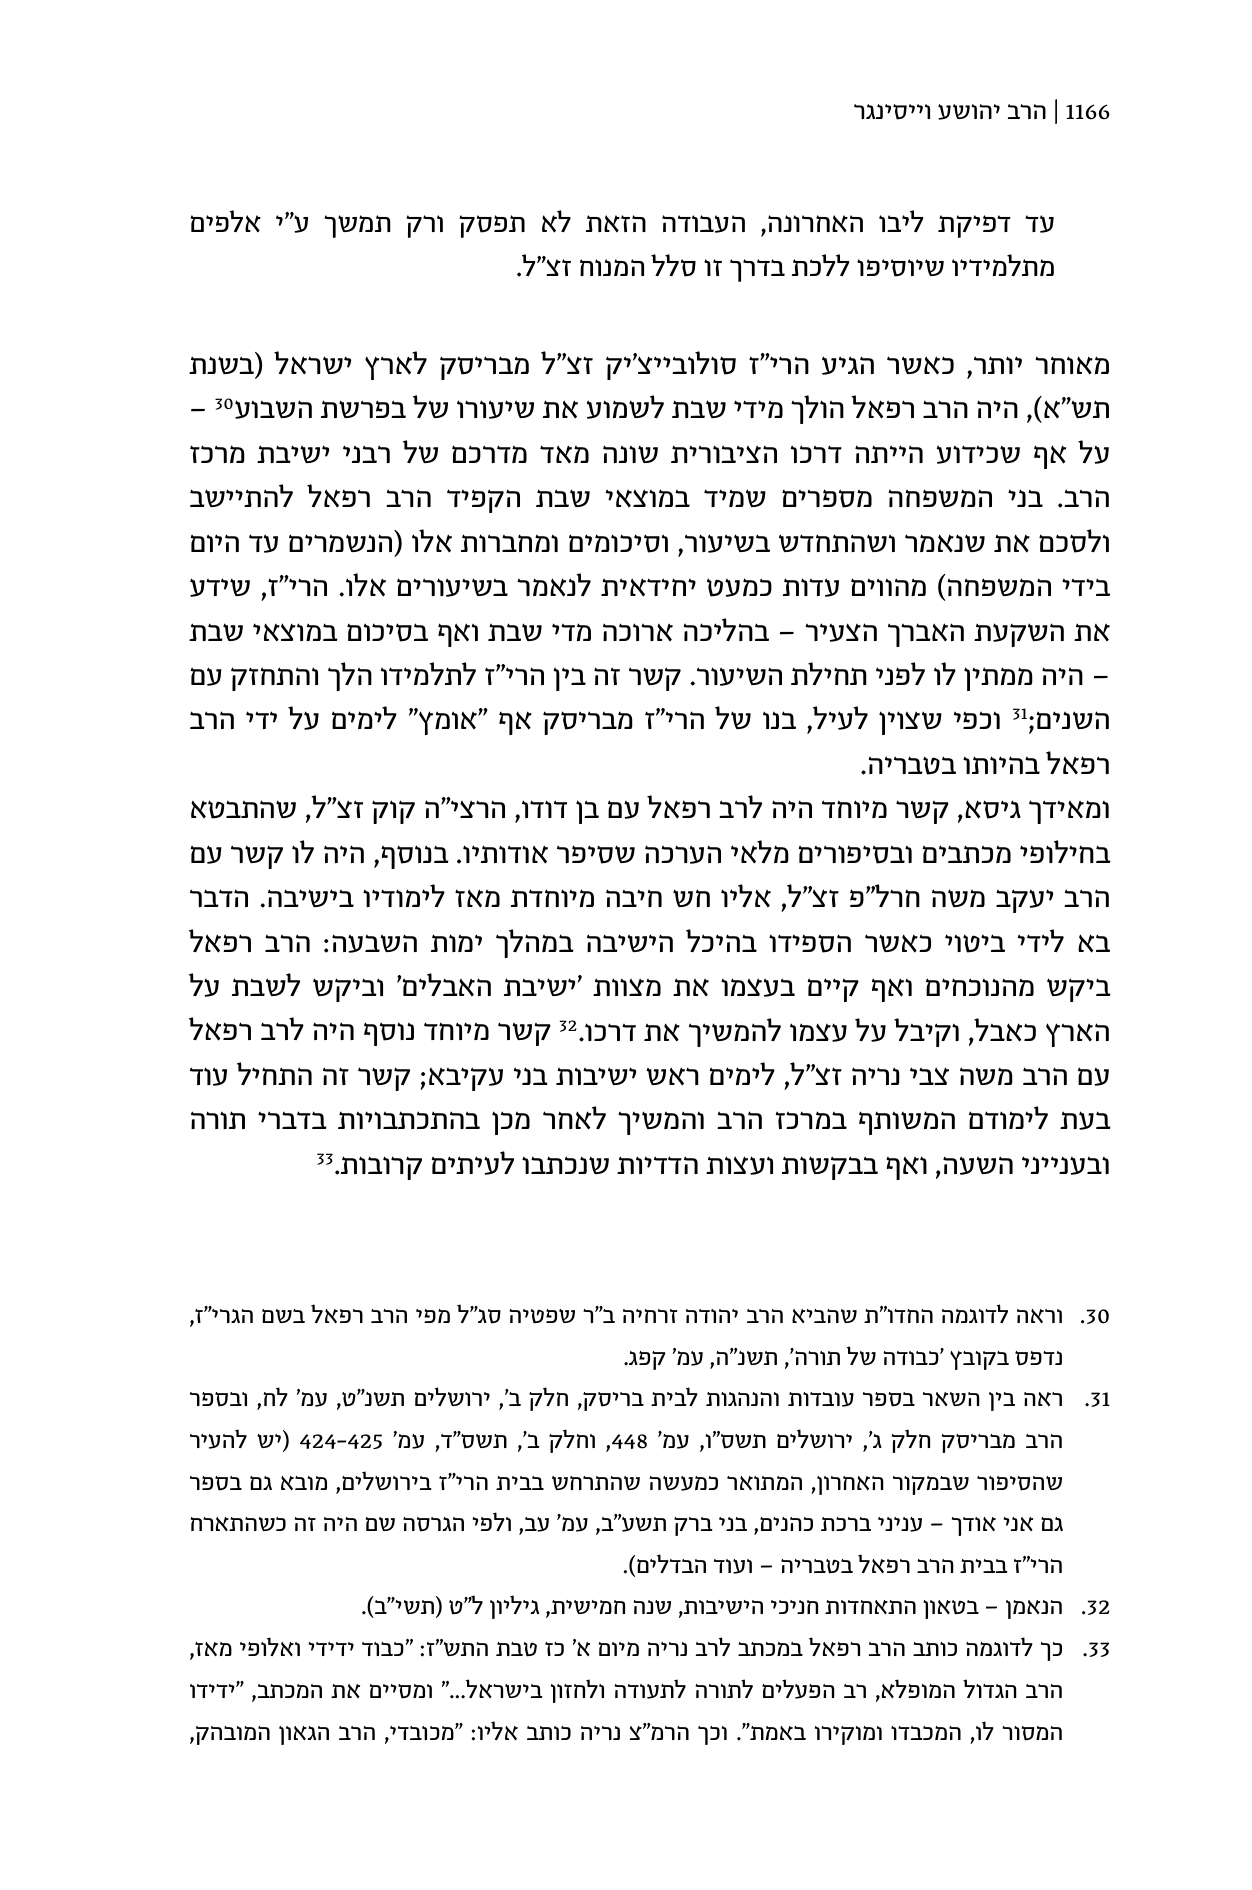 1166 | הרב יהושע וייסינגר
עד דפיקת ליבו האחרונה, העבודה הזאת לא תפסק ורק תמשך ע"י אלפים
מתלמידיו שיוסיפו ללכת בדרך זו סלל המנוח זצ"ל.
מאוחר יותר, כאשר הגיע הרי"ז סולובייצ'יק זצ"ל מבריסק לארץ ישראל (בשנת
תש"א), היה הרב רפאל הולך מידי שבת לשמוע את שיעורו של בפרשת השבוע30 –
על אף שכידוע הייתה דרכו הציבורית שונה מאד מדרכם של רבני ישיבת מרכז
הרב. בני המשפחה מספרים שמיד במוצאי שבת הקפיד הרב רפאל להתיישב
ולסכם את שנאמר ושהתחדש בשיעור, וסיכומים ומחברות אלו (הנשמרים עד היום
בידי המשפחה) מהווים עדות כמעט יחידאית לנאמר בשיעורים אלו. הרי"ז, שידע
את השקעת האברך הצעיר – בהליכה ארוכה מדי שבת ואף בסיכום במוצאי שבת
– היה ממתין לו לפני תחילת השיעור. קשר זה בין הרי"ז לתלמידו הלך והתחזק עם
השנים;31 וכפי שצוין לעיל, בנו של הרי"ז מבריסק אף "אומץ" לימים על ידי הרב
רפאל בהיותו בטבריה.
ומאידך גיסא, קשר מיוחד היה לרב רפאל עם בן דודו, הרצי"ה קוק זצ"ל, שהתבטא
בחילופי מכתבים ובסיפורים מלאי הערכה שסיפר אודותיו. בנוסף, היה לו קשר עם
הרב יעקב משה חרל"פ זצ"ל, אליו חש חיבה מיוחדת מאז לימודיו בישיבה. הדבר
בא לידי ביטוי כאשר הספידו בהיכל הישיבה במהלך ימות השבעה: הרב רפאל
ביקש מהנוכחים ואף קיים בעצמו את מצוות 'ישיבת האבלים' וביקש לשבת על
הארץ כאבל, וקיבל על עצמו להמשיך את דרכו.32 קשר מיוחד נוסף היה לרב רפאל
עם הרב משה צבי נריה זצ"ל, לימים ראש ישיבות בני עקיבא; קשר זה התחיל עוד
בעת לימודם המשותף במרכז הרב והמשיך לאחר מכן בהתכתבויות בדברי תורה
ובענייני השעה, ואף בבקשות ועצות הדדיות שנכתבו לעיתים קרובות.33
30. וראה לדוגמה החדו"ת שהביא הרב יהודה זרחיה ב"ר שפטיה סג"ל מפי הרב רפאל בשם הגרי"ז,
נדפס בקובץ 'כבודה של תורה', תשנ"ה, עמ' קפג.
31. ראה בין השאר בספר עובדות והנהגות לבית בריסק, חלק ב', ירושלים תשנ"ט, עמ' לח, ובספר
הרב מבריסק חלק ג', ירושלים תשס"ו, עמ' 448, וחלק ב', תשס"ד, עמ' 424–425 (יש להעיר
שהסיפור שבמקור האחרון, המתואר כמעשה שהתרחש בבית הרי"ז בירושלים, מובא גם בספר
גם אני אודך – עניני ברכת כהנים, בני ברק תשע"ב, עמ' עב, ולפי הגרסה שם היה זה כשהתארח
הרי"ז בבית הרב רפאל בטבריה – ועוד הבדלים).
32. הנאמן – בטאון התאחדות חניכי הישיבות, שנה חמישית, גיליון ל"ט (תשי"ב).
33. כך לדוגמה כותב הרב רפאל במכתב לרב נריה מיום א' כז טבת התש"ז: "כבוד ידידי ואלופי מאז,
הרב הגדול המופלא, רב הפעלים לתורה לתעודה ולחזון בישראל..." ומסיים את המכתב, "ידידו
המסור לו, המכבדו ומוקירו באמת". וכך הרמ"צ נריה כותב אליו: "מכובדי, הרב הגאון המובהק,